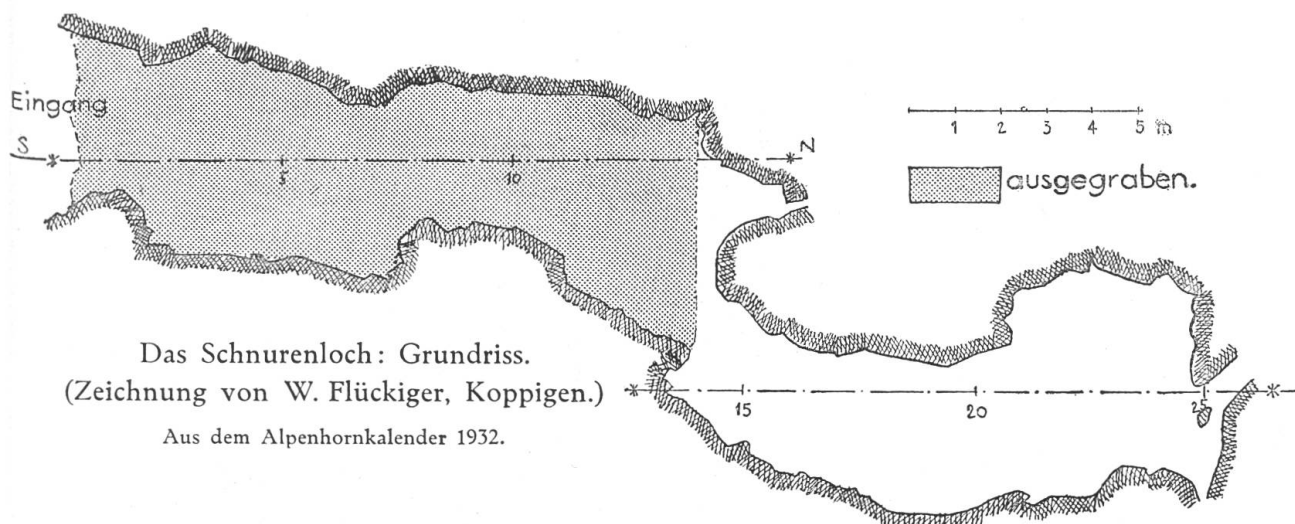 Eingang
S
5
10
N
1 2 3 4 5 m
ausgegraben.
Das Schnurenloch: Grundriss.
(Zeichnung von W. Flückiger, Koppigen.)
Aus dem Alpenhornkalender 1932.
15
20
25